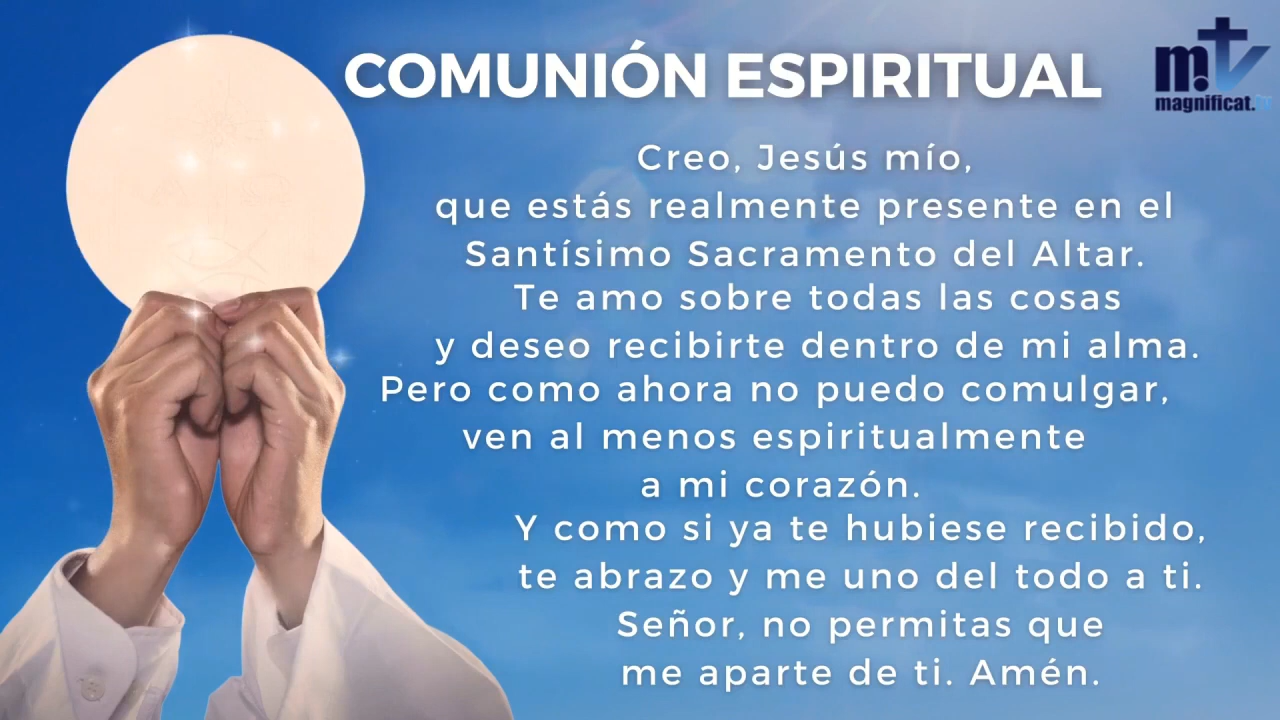 COMUNIÓN ESPIRITUAL
m.tv
magnificat.tv
Creo, Jesús mío,
que estás realmente presente en el
Santísimo Sacramento del Altar.
Te amo sobre todas las cosas
y deseo recibirte dentro de mi alma.
Pero como ahora no puedo comulgar,
ven al menos espiritualmente
a mi corazón.
Y como si ya te hubiese recibido,
te abrazo y me uno del todo a ti.
Señor, no permitas que
me aparte de ti. Amén.